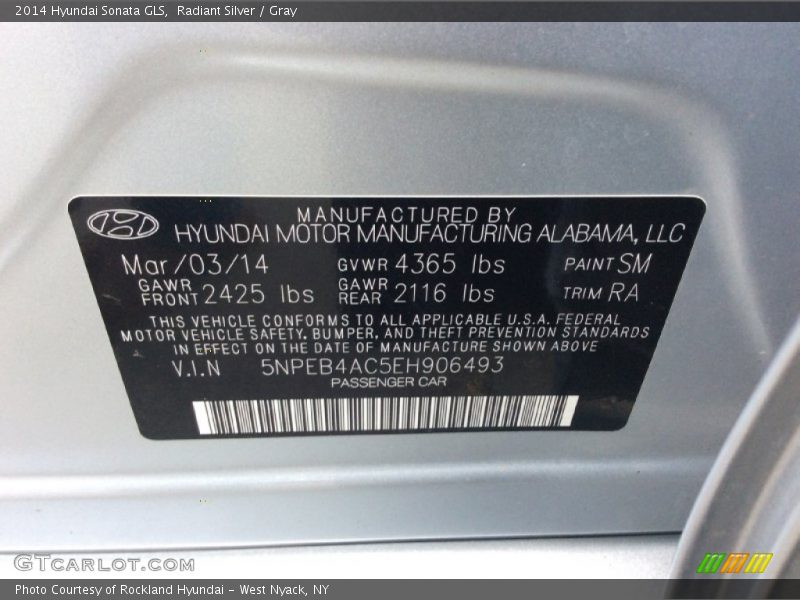 2014 Hyundai Sonata GLS,  Radiant Silver / Gray
MANUFACTURED BY
HYUNDAI MOTOR MANUFACTURING ALABAMA, LLC
Mar/03/14 GVWR 4365 lbs PAINT SM
GAWR FRONT 2425 lbs GAWR REAR 2116 lbs TRIM RA
THIS VEHICLE CONFORMS TO ALL APPLICABLE U.S.A. FEDERAL
MOTOR VEHICLE SAFETY, BUMPER, AND THEFT PREVENTION STANDARDS
IN EFFECT ON THE DATE OF MANUFACTURE SHOWN ABOVE
V.I.N 5NPEB4AC5EH906493
PASSENGER CAR
GTCARLOT.COM
Photo Courtesy of Rockland Hyundai - West Nyack, NY